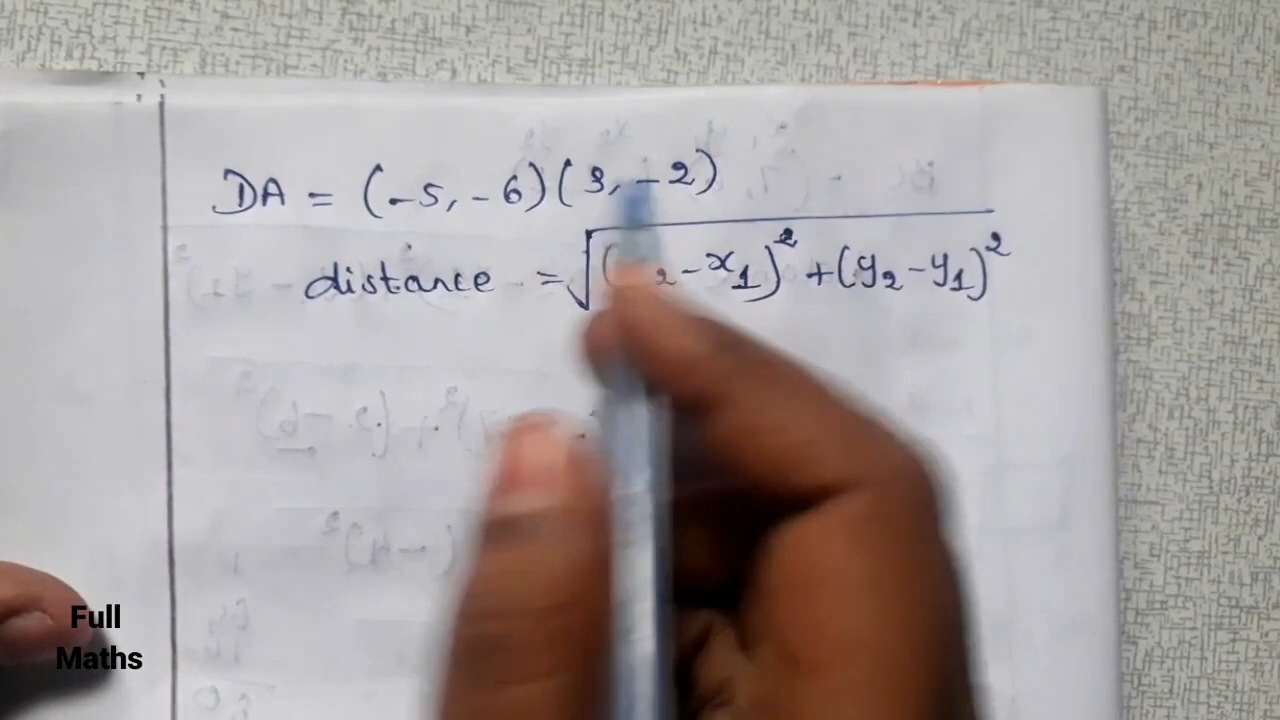 DA = (-5, -6)(3, -2)
distance = √(₂-x₁)² + (y₂-y₁)²
Full
Maths